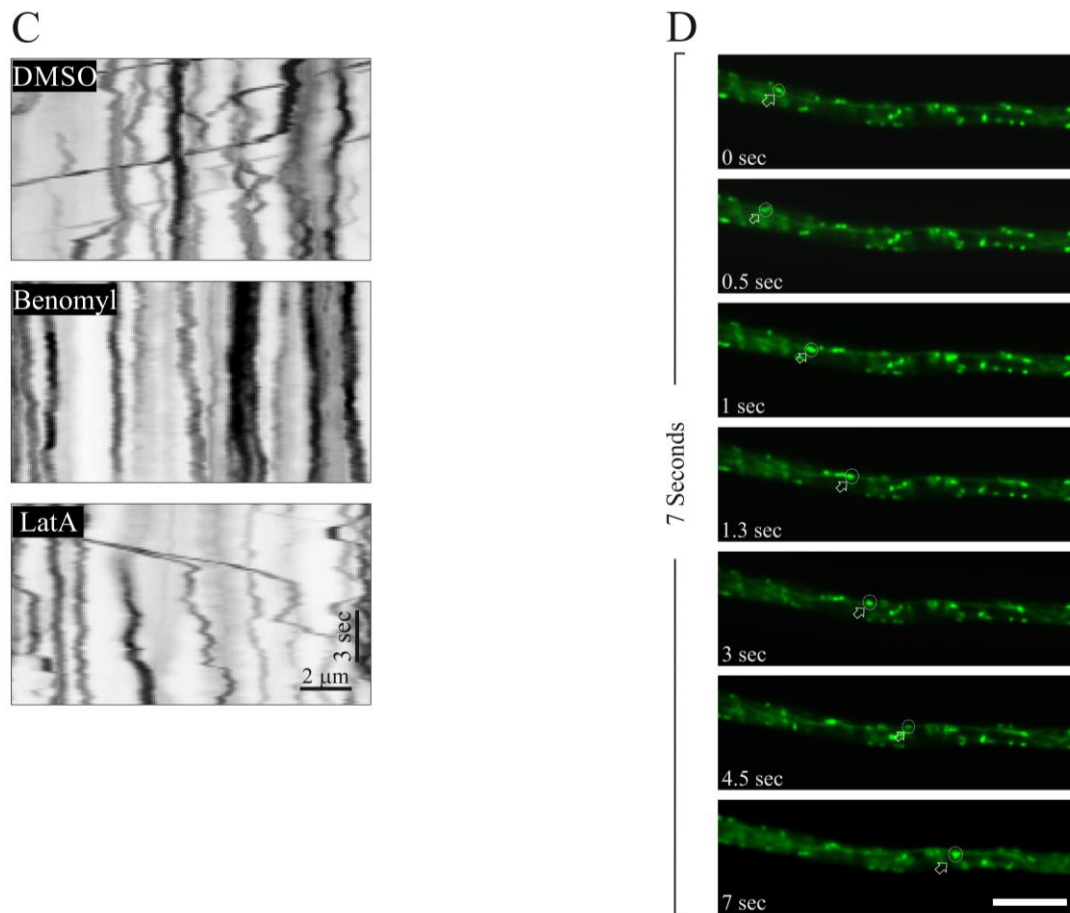 C
DMSO
Benomyl
LatA
3 sec
2 μm
D
7 Seconds
0 sec
0.5 sec
1 sec
1.3 sec
3 sec
4.5 sec
7 sec